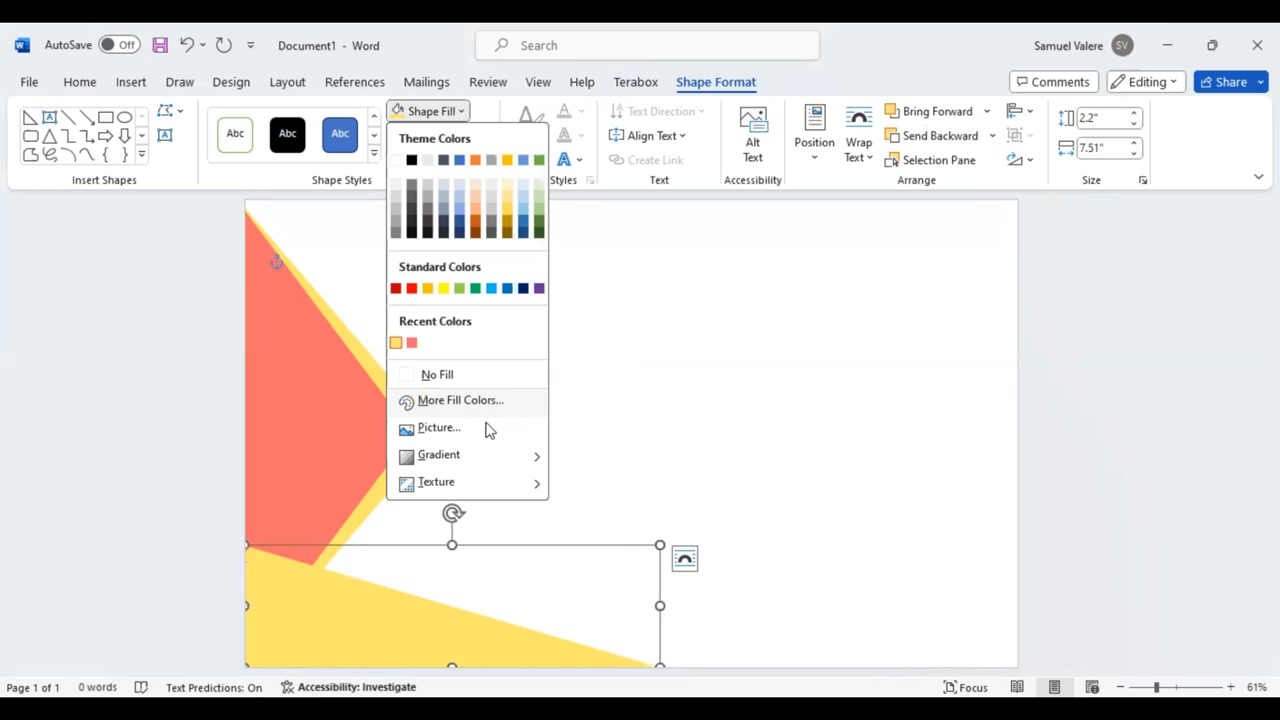 AutoSave Off Document1 - Word Search Samuel Valere SV
File Home Insert Draw Design Layout References Mailings Review View Help Terabox Shape Format Comments Editing Share
Abc Abc Abc Shape Fill Text Direction Align Text Create Link Alt Text Position Wrap Text Bring Forward Send Backward Selection Pane 2.2" 7.51"
Insert Shapes Shape Styles Styles Text Accessibility Arrange Size
Theme Colors
Standard Colors
Recent Colors
No Fill
More Fill Colors...
Picture...
Gradient
Texture
Page 1 of 1 0 words Text Predictions: On Accessibility: Investigate Focus 61%